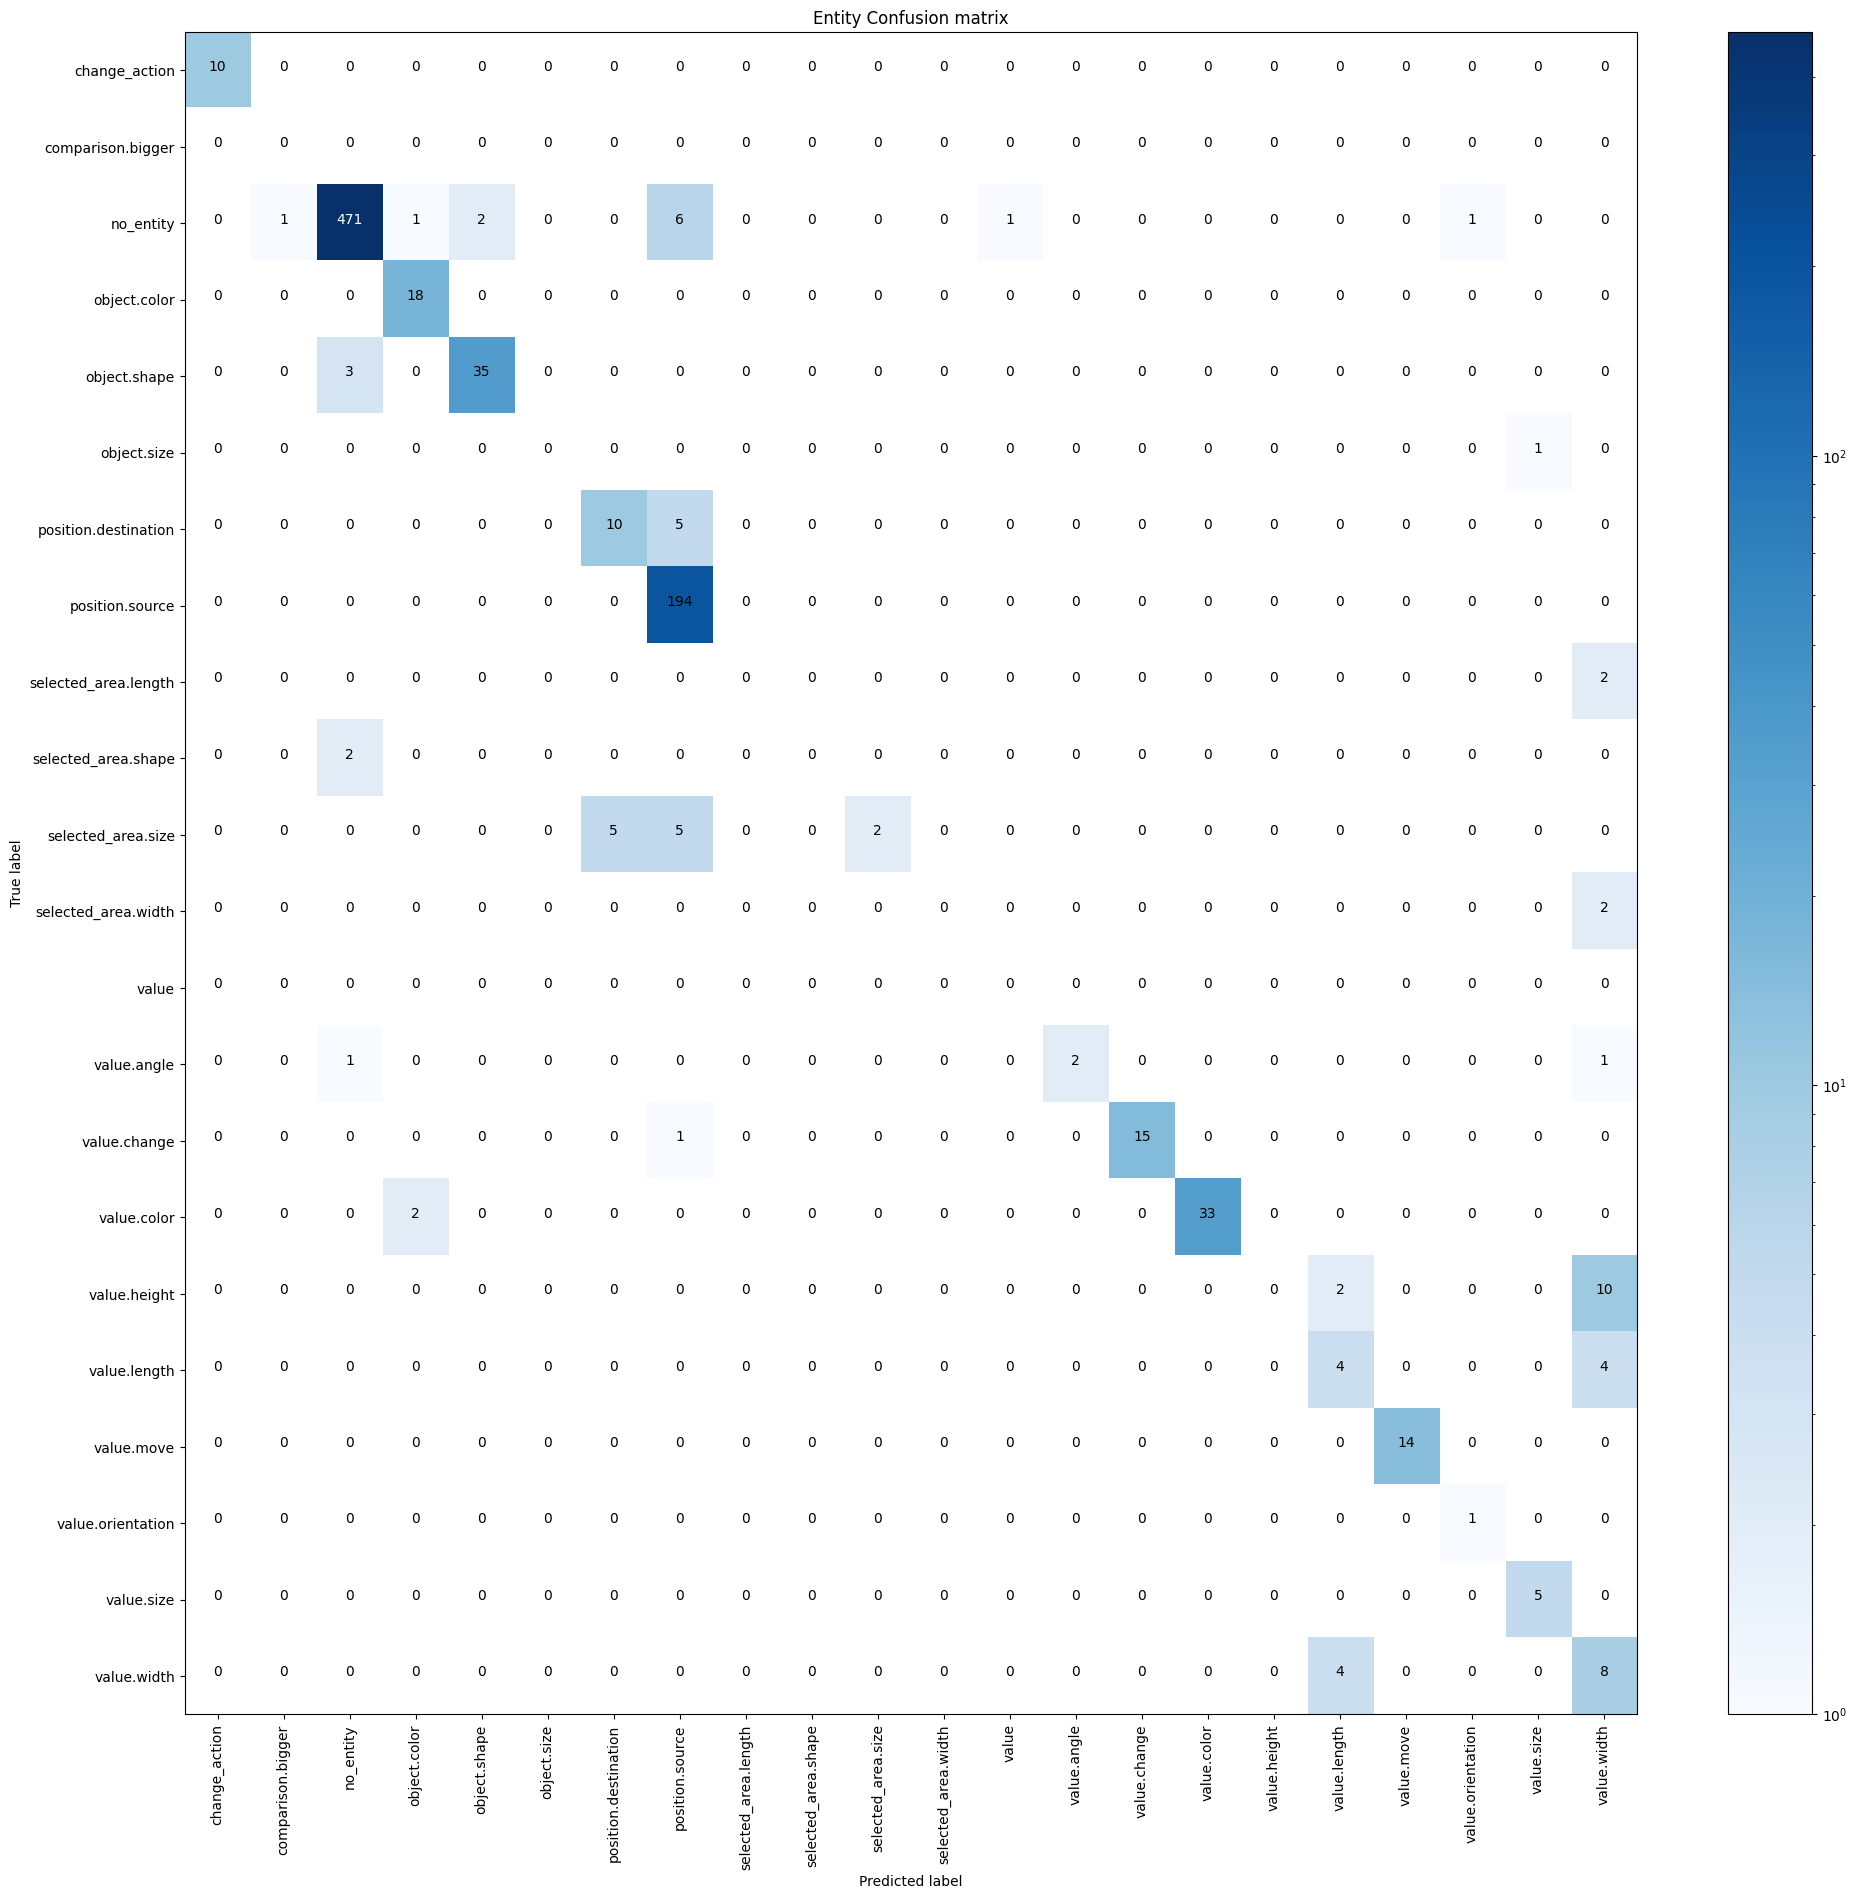 Entity Confusion matrix
change_action 10 0 0 0 0 0 0 0 0 0 0 0 0 0 0 0 0 0 0 0 0 0
comparison.bigger 0 0 0 0 0 0 0 0 0 0 0 0 0 0 0 0 0 0 0 0 0 0
no_entity 0 1 471 1 2 0 0 6 0 0 0 0 1 0 0 0 0 0 0 1 0 0
object.color 0 0 0 18 0 0 0 0 0 0 0 0 0 0 0 0 0 0 0 0 0 0
object.shape 0 0 3 0 35 0 0 0 0 0 0 0 0 0 0 0 0 0 0 0 0 0
object.size 0 0 0 0 0 0 0 0 0 0 0 0 0 0 0 0 0 0 0 0 1 0
position.destination 0 0 0 0 0 0 10 5 0 0 0 0 0 0 0 0 0 0 0 0 0 0
position.source 0 0 0 0 0 0 0 194 0 0 0 0 0 0 0 0 0 0 0 0 0 0
selected_area.length 0 0 0 0 0 0 0 0 0 0 0 0 0 0 0 0 0 0 0 0 0 2
selected_area.shape 0 0 2 0 0 0 0 0 0 0 0 0 0 0 0 0 0 0 0 0 0 0
selected_area.size 0 0 0 0 0 0 5 5 0 0 2 0 0 0 0 0 0 0 0 0 0 0
selected_area.width 0 0 0 0 0 0 0 0 0 0 0 0 0 0 0 0 0 0 0 0 0 2
value 0 0 0 0 0 0 0 0 0 0 0 0 0 0 0 0 0 0 0 0 0 0
value.angle 0 0 1 0 0 0 0 0 0 0 0 0 0 2 0 0 0 0 0 0 0 1
value.change 0 0 0 0 0 0 0 1 0 0 0 0 0 0 15 0 0 0 0 0 0 0
value.color 0 0 0 2 0 0 0 0 0 0 0 0 0 0 0 33 0 0 0 0 0 0
value.height 0 0 0 0 0 0 0 0 0 0 0 0 0 0 0 0 0 2 0 0 0 10
value.length 0 0 0 0 0 0 0 0 0 0 0 0 0 0 0 0 0 4 0 0 0 4
value.move 0 0 0 0 0 0 0 0 0 0 0 0 0 0 0 0 0 0 14 0 0 0
value.orientation 0 0 0 0 0 0 0 0 0 0 0 0 0 0 0 0 0 0 0 1 0 0
value.size 0 0 0 0 0 0 0 0 0 0 0 0 0 0 0 0 0 0 0 0 5 0
value.width 0 0 0 0 0 0 0 0 0 0 0 0 0 0 0 0 0 4 0 0 0 8
True label
change_action
comparison.bigger
no_entity
object.color
object.shape
object.size
position.destination
position.source
selected_area.length
selected_area.shape
selected_area.size
selected_area.width
value
value.angle
value.change
value.color
value.height
value.length
value.move
value.orientation
value.size
value.width
Predicted label
10²
10¹
10⁰